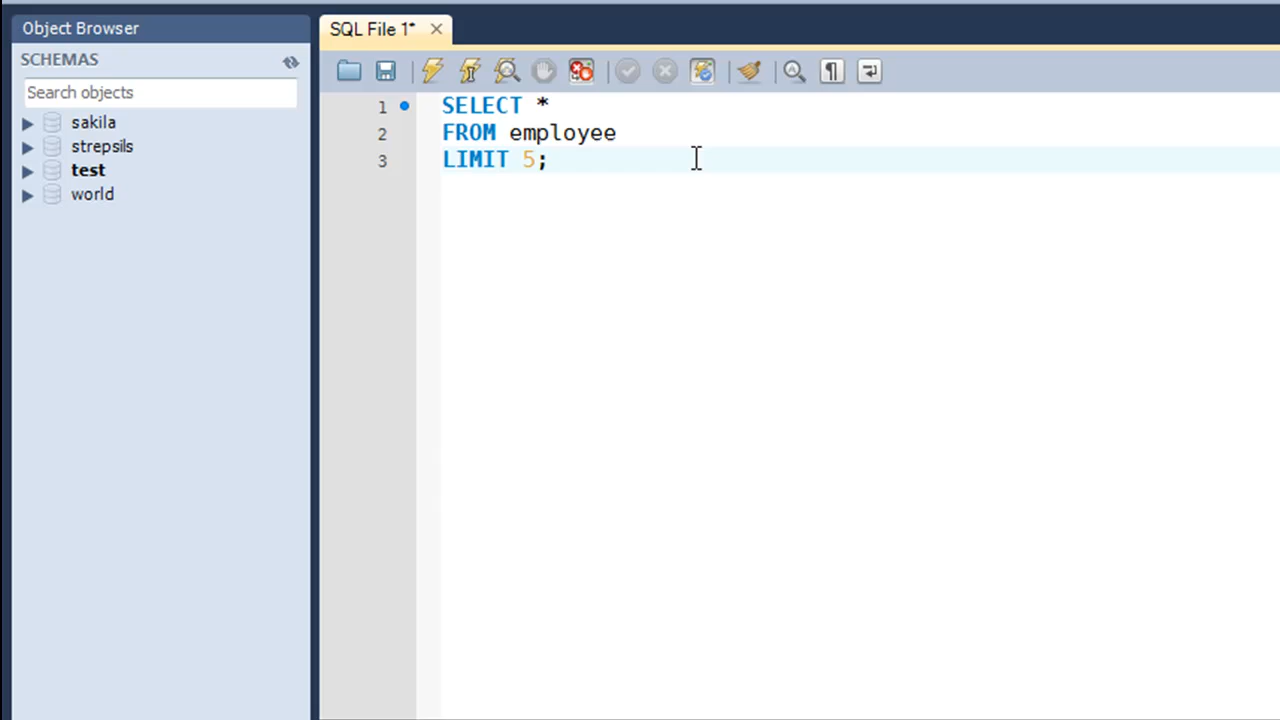 Object Browser
SCHEMAS
Search objects
sakila
strepsils
test
world
SQL File 1*
1 SELECT *
2 FROM employee
3 LIMIT 5;